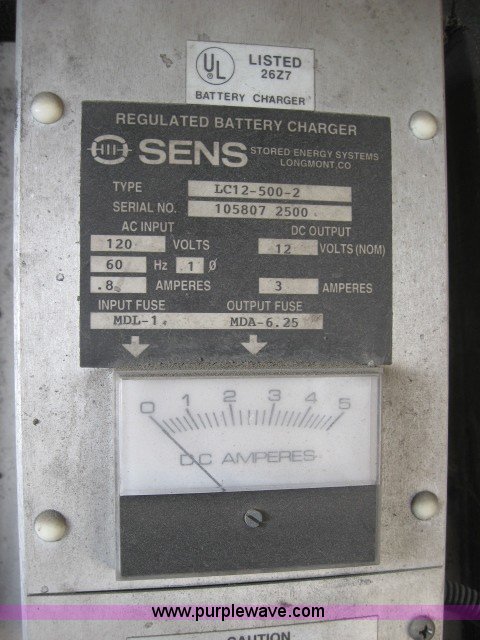 UL LISTED
26Z7
BATTERY CHARGER
REGULATED BATTERY CHARGER
SENS STORED ENERGY SYSTEMS
LONGMONT, CO
TYPE LC12-500-2
SERIAL NO. 105807 2500
AC INPUT DC OUTPUT
120 VOLTS 12 VOLTS (NOM)
60 Hz .1 Ø
.8 AMPERES 3 AMPERES
INPUT FUSE OUTPUT FUSE
MDL-1. MDA-6.25
0 1 2 3 4 5
DC AMPERES
www.purplewave.com
CAUTION